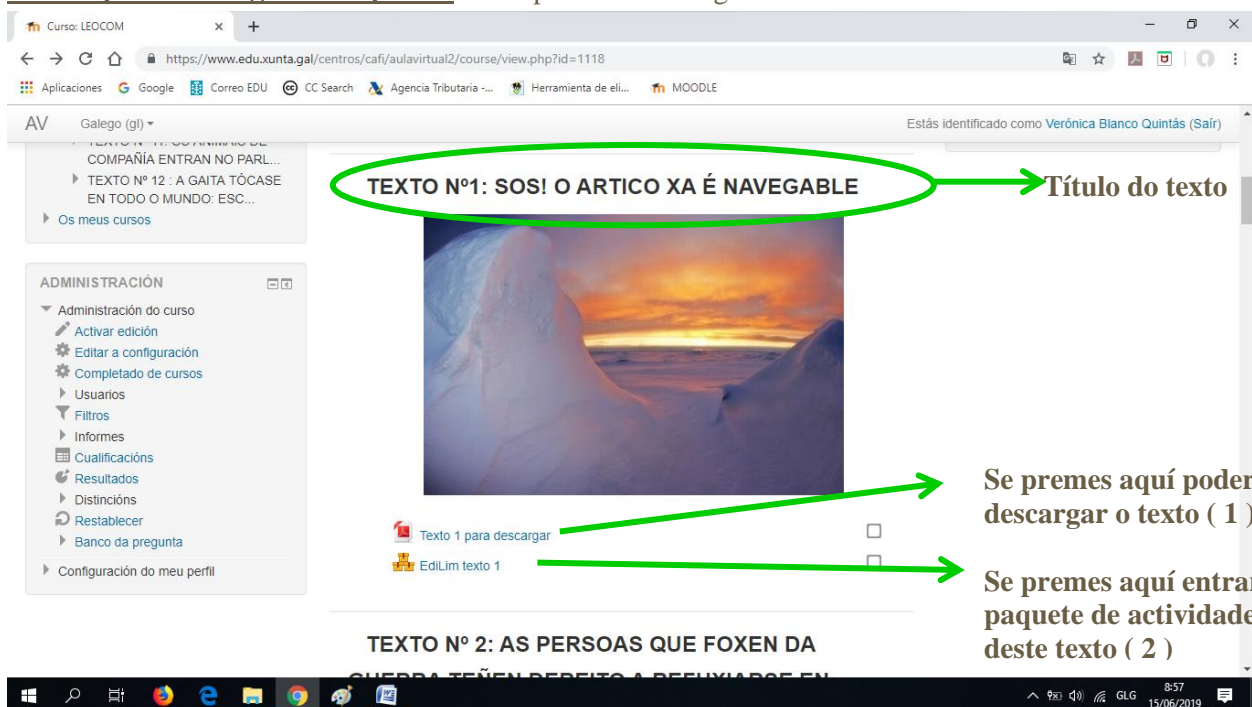 Curso: LEOCOM
https://www.edu.xunta.gal/centros/cafi/aulavirtual2/course/view.php?id=1118
Aplicaciones Google Correo EDU CC Search Agencia Tributaria -... Herramienta de eli... MOODLE
AV Galego (gl) Estás identificado como Verónica Blanco Quintás (Saír)
COMPAÑÍA ENTRAN NO PARL...
TEXTO Nº 12 : A GAITA TÓCASE
EN TODO O MUNDO: ESC...
Os meus cursos
ADMINISTRACIÓN
Administración do curso
Activar edición
Editar a configuración
Completado de cursos
Usuarios
Filtros
Informes
Cualificacións
Resultados
Distincións
Restablecer
Banco da pregunta
Configuración do meu perfil
TEXTO Nº1: SOS! O ARTICO XA É NAVEGABLE
Título do texto
Texto 1 para descargar
EdiLim texto 1
Se premes aquí poder
descargar o texto ( 1 )
Se premes aquí entrar
paquete de actividade
deste texto ( 2 )
TEXTO Nº 2: AS PERSOAS QUE FOXEN DA
GUERRA TEÑEN DEREITO A REFUXIARSE EN
GLG 8:57
15/06/2019